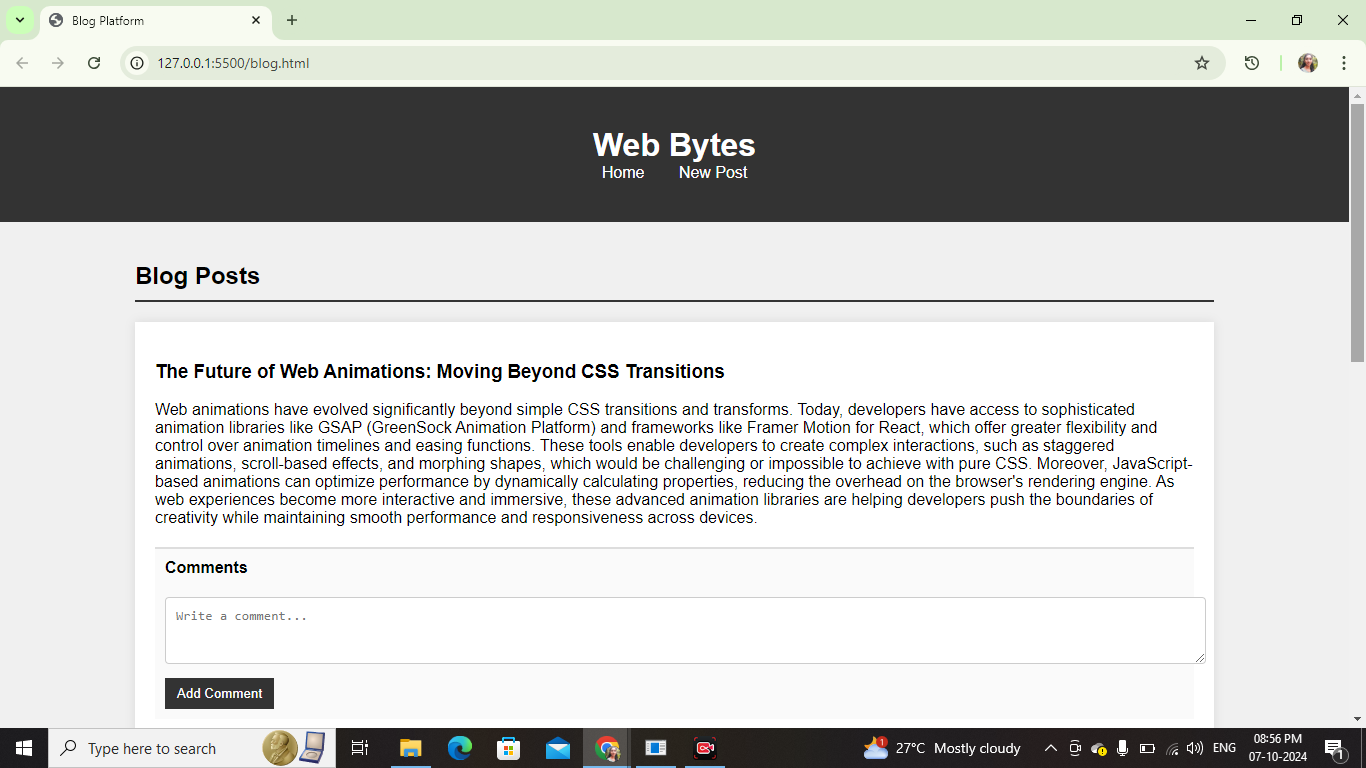 Blog Platform
127.0.0.1:5500/blog.html
Web Bytes
Home New Post
Blog Posts
The Future of Web Animations: Moving Beyond CSS Transitions
Web animations have evolved significantly beyond simple CSS transitions and transforms. Today, developers have access to sophisticated
animation libraries like GSAP (GreenSock Animation Platform) and frameworks like Framer Motion for React, which offer greater flexibility and
control over animation timelines and easing functions. These tools enable developers to create complex interactions, such as staggered
animations, scroll-based effects, and morphing shapes, which would be challenging or impossible to achieve with pure CSS. Moreover, JavaScript-
based animations can optimize performance by dynamically calculating properties, reducing the overhead on the browser's rendering engine. As
web experiences become more interactive and immersive, these advanced animation libraries are helping developers push the boundaries of
creativity while maintaining smooth performance and responsiveness across devices.
Comments
Write a comment...
Add Comment
Type here to search
1
27°C Mostly cloudy
ENG
08:56 PM
07-10-2024
1